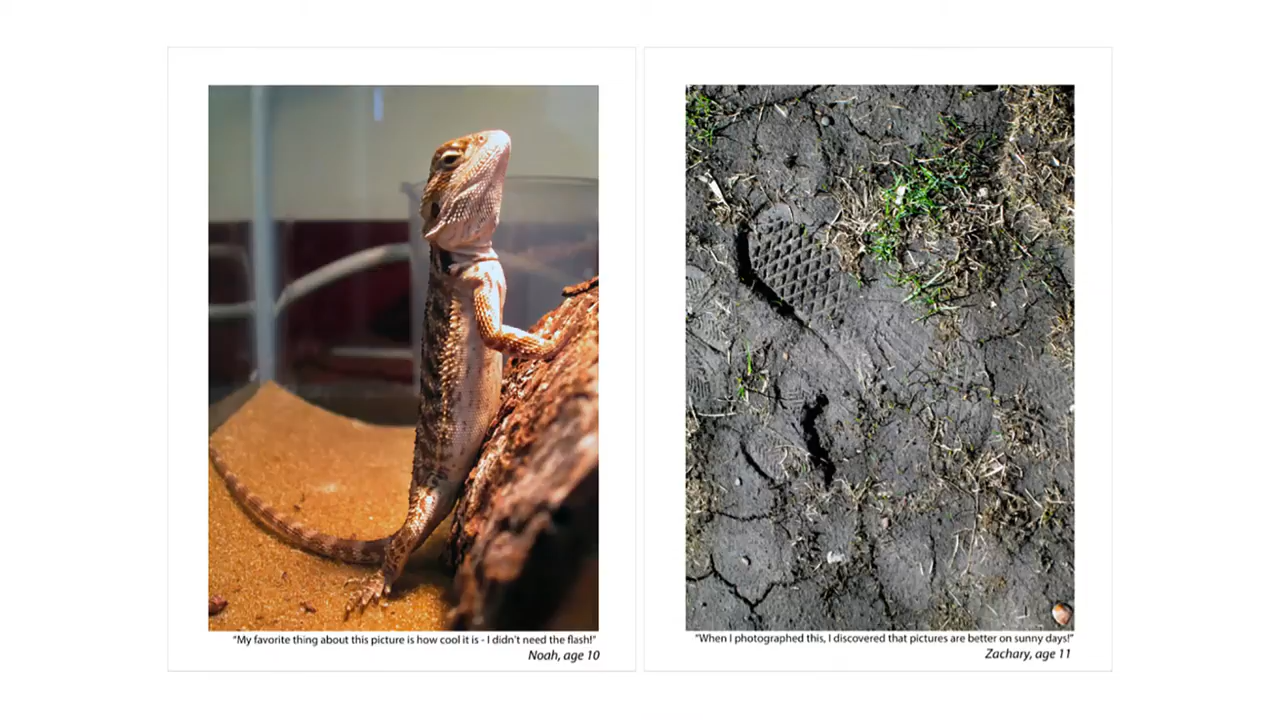 "My favorite thing about this picture is how cool it is - I didn't need the flash!"
Noah, age 10
"When I photographed this, I discovered that pictures are better on sunny days!"
Zachary, age 11